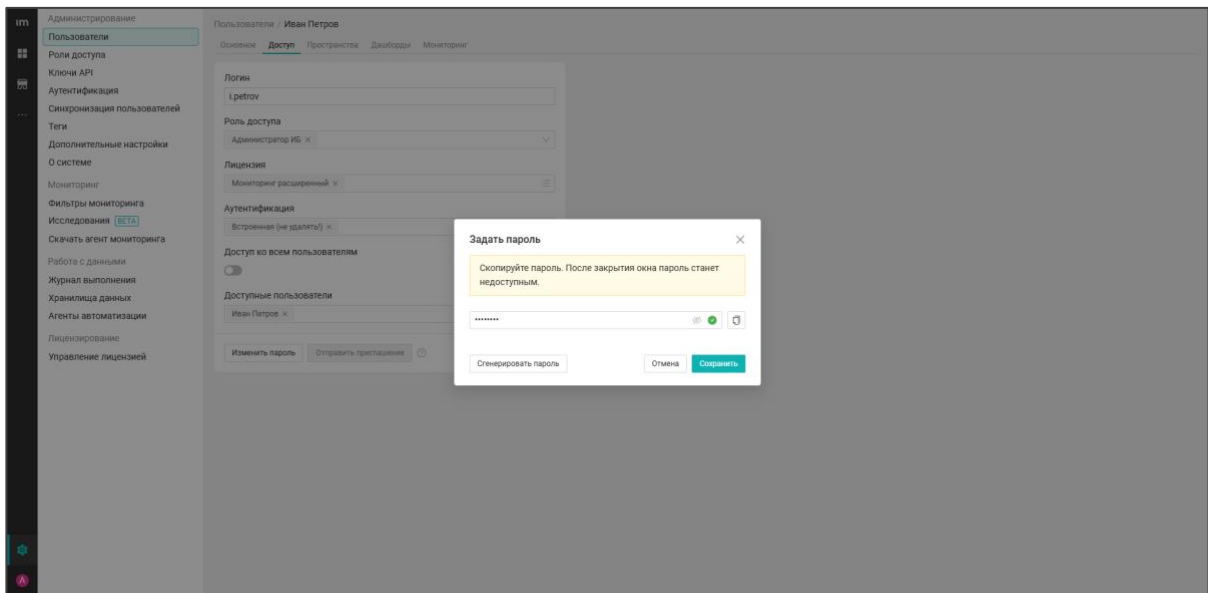 im
Администрирование
Пользователи
Роли доступа
Ключи API
Аутентификация
Синхронизация пользователей
Теги
Дополнительные настройки
О системе
Мониторинг
Фильтры мониторинга
Исследования BETA
Скачать агент мониторинга
Работа с данными
Журнал выполнения
Хранилища данных
Агенты автоматизации
Лицензирование
Управление лицензией
A
Пользователи / Иван Петров
Основное Доступ Пространства Дашборды Мониторинг
Логин
i.petrov
Роль доступа
Администратор ИБ ×
Лицензия
Мониторинг расширенный ×
Аутентификация
Встроенная (не удалять!) ×
Доступ ко всем пользователям
Доступные пользователи
Иван Петров ×
Изменить пароль Отправить приглашение ?
Задать пароль
Скопируйте пароль. После закрытия окна пароль станет
недоступным.
••••••••
Сгенерировать пароль Отмена Сохранить